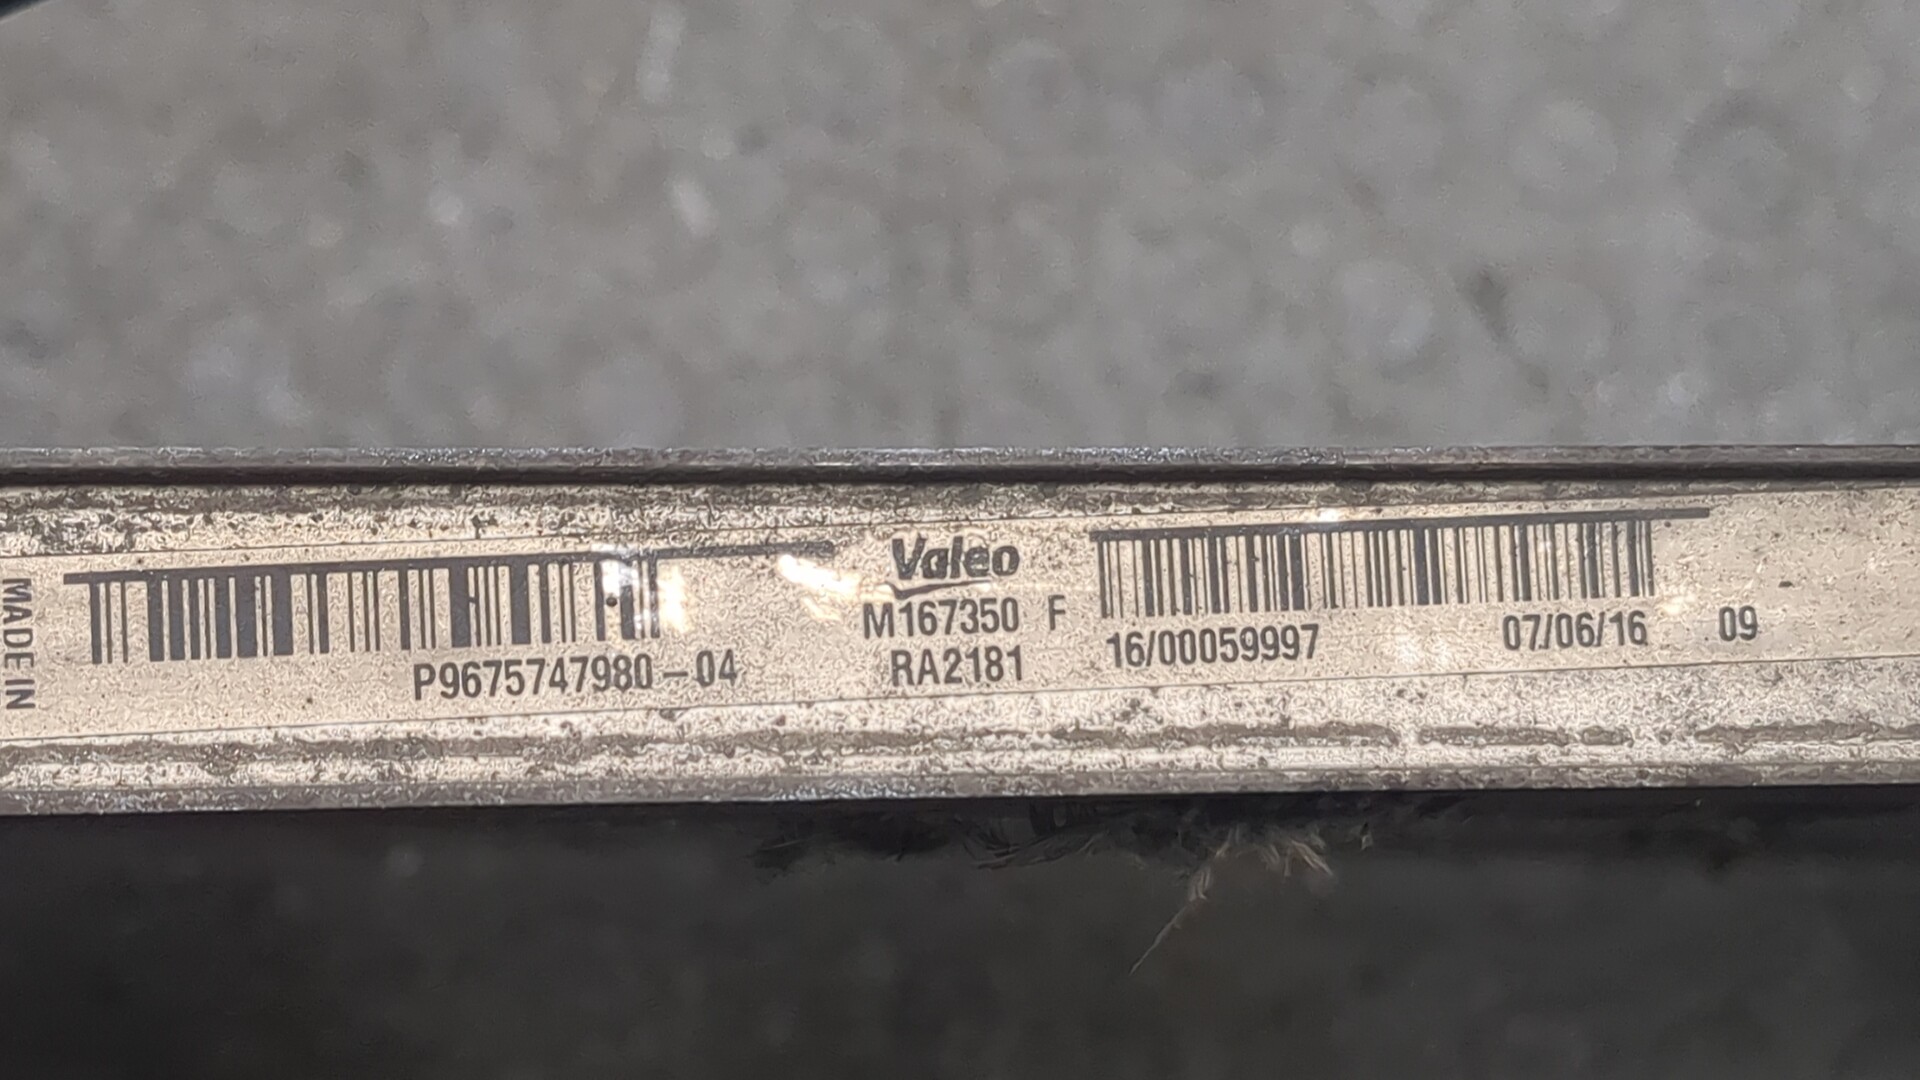 MADE IN
P9675747980-04
Valeo
M167350 F
RA2181
16/00059997 07/06/16 09